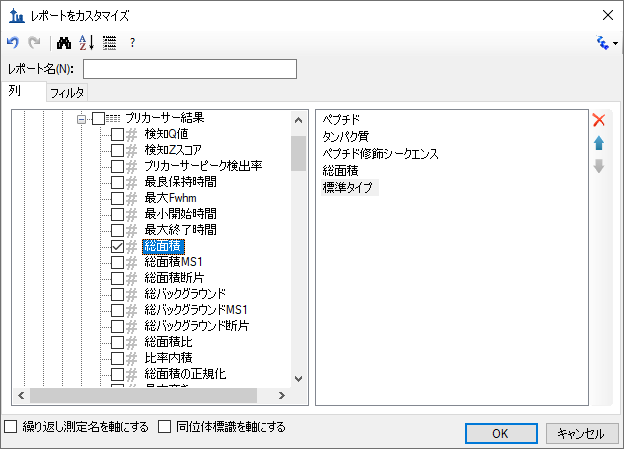 レポートをカスタマイズ
レポート名(N):
列
フィルタ
プリカーサー結果
検知Q値
検知Zスコア
プリカーサーピーク検出率
最良保持時間
最大Fwhm
最小開始時間
最大終了時間
総面積
総面積MS1
総面積断片
総バックグラウンド
総バックグラウンドMS1
総バックグラウンド断片
総面積比
比率内積
総面積の正規化
ペプチド
タンパク質
ペプチド修飾シークエンス
総面積
標準タイプ
繰り返し測定名を軸にする
同位体標識を軸にする
OK
キャンセル